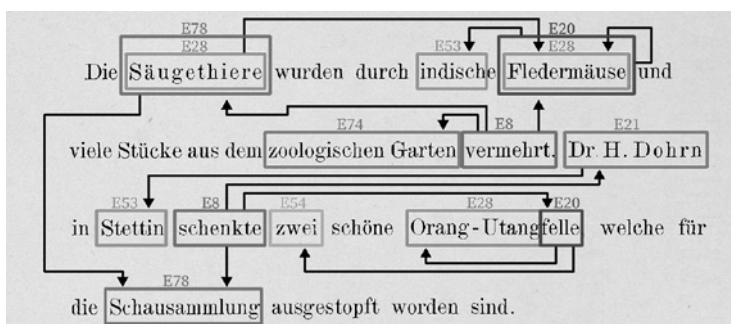 E78 E20
E28 E53 E28
Die Säugethiere wurden durch indische Fledermäuse und
E74 E8 E21
viele Stücke aus dem zoologischen Garten vermehrt. Dr. H. Dohrn
E53 E8 E54 E28 E20
in Stettin schenkte zwei schöne Orang-Utangfelle welche für
E78
die Schausammlung ausgestopft worden sind.